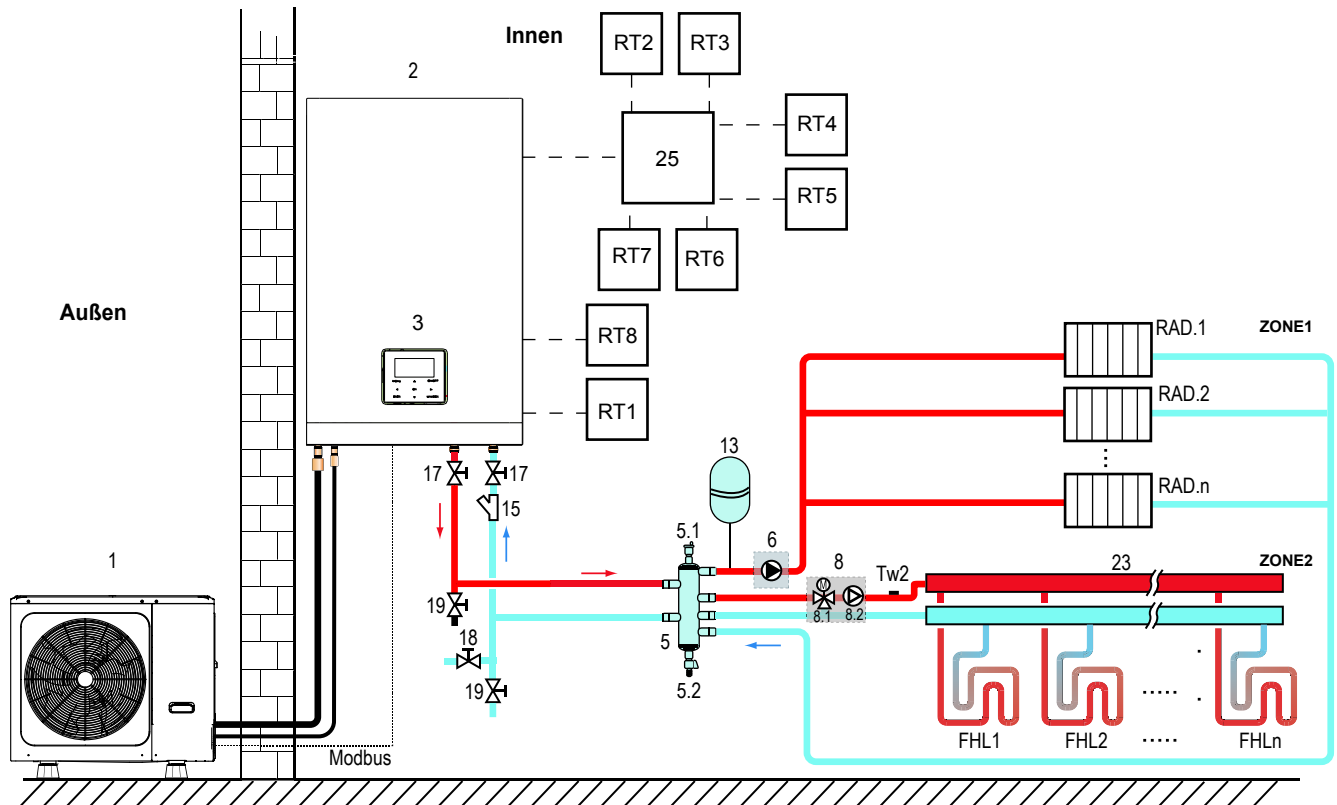 Innen
RT2
RT3
2
RT4
25
RT5
RT7
RT6
Außen
3
RT8
RT1
RAD.1
ZONE1
RAD.2
RAD.n
17
17
13
15
5.1
6
1
8
Tw2
23
ZONE2
M
8.1
8.2
19
18
5
19
5.2
FHL1
FHL2
FHLn
Modbus